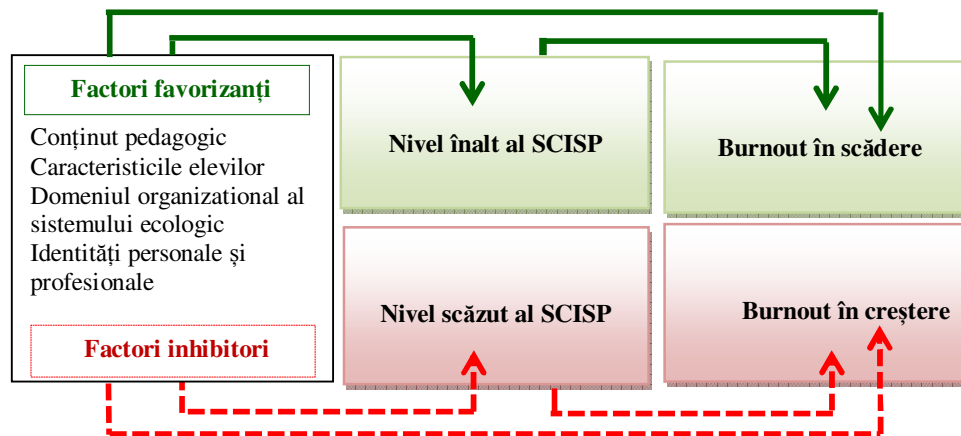 Factori favorizanți
Conținut pedagogic
Caracteristicile elevilor
Domeniul organizational al
sistemului ecologic
Identități personale și
profesionale
Factori inhibitori
Nivel înalt al SCISP
Nivel scăzut al SCISP
Burnout în scădere
Burnout în creștere